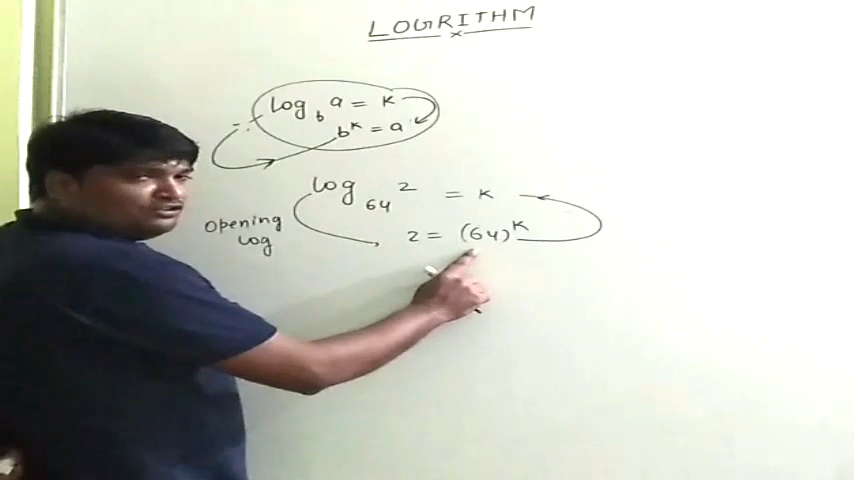 LOGRITHM
log_b a = k
b^k = a
log_64 2 = k
Opening
Log
2 = (64)^k